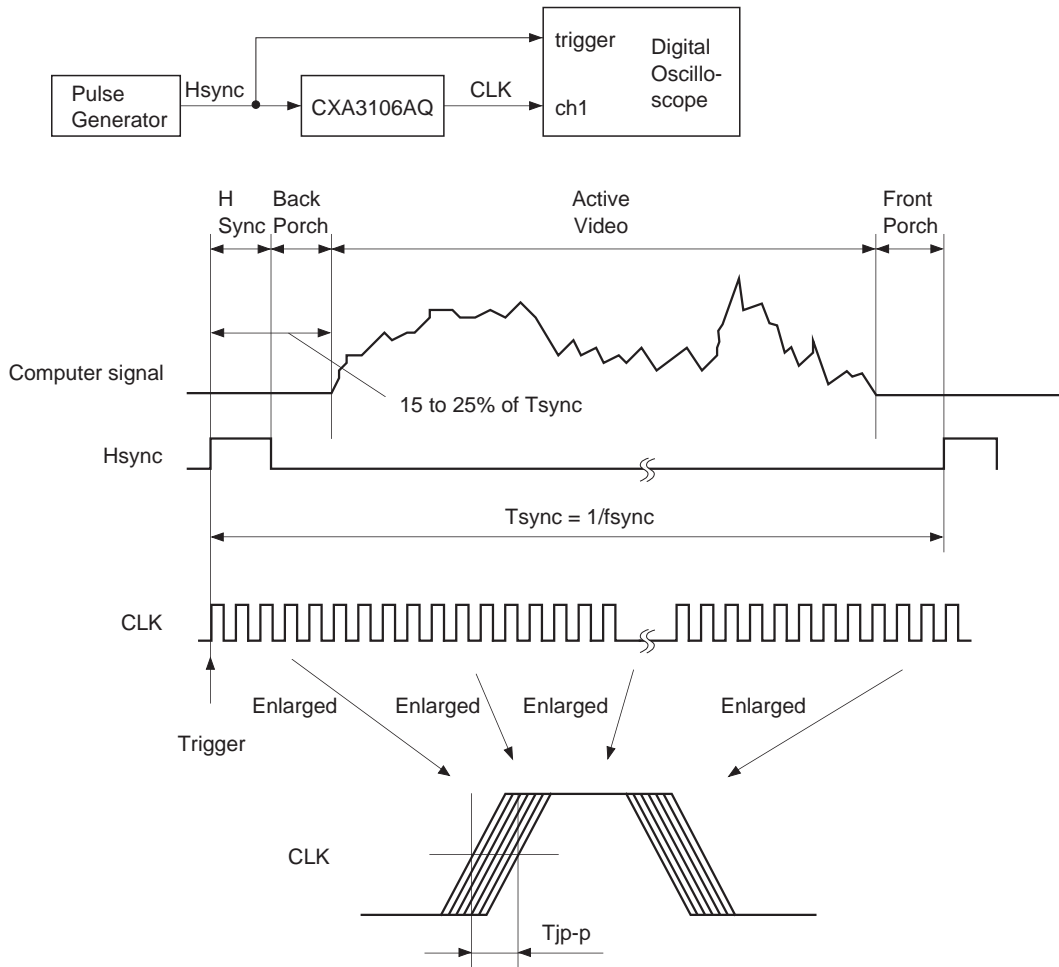 trigger
Digital
Oscillo-
scope
Hsync
CLK
Pulse
Generator
CXA3106AQ
ch1
H
Sync
Back
Porch
Active
Video
Front
Porch
Computer signal
15 to 25% of Tsync
Hsync
Tsync = 1/fsync
CLK
Enlarged
Enlarged
Enlarged
Enlarged
Trigger
CLK
Tjp-p